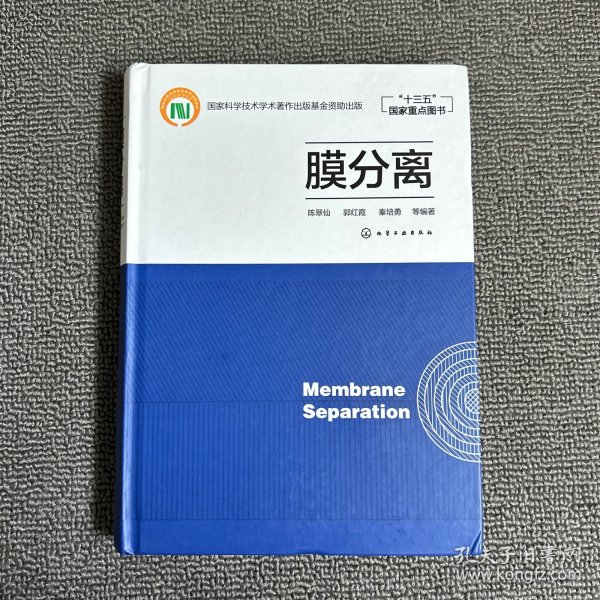 国家科学技术学术著作出版基金资助出版
“十三五”
国家重点图书
膜分离
陈翠仙 郭红霞 秦培勇 等编著
化学工业出版社
Membrane
Separation
孔夫子旧书网
www.kongfz.com